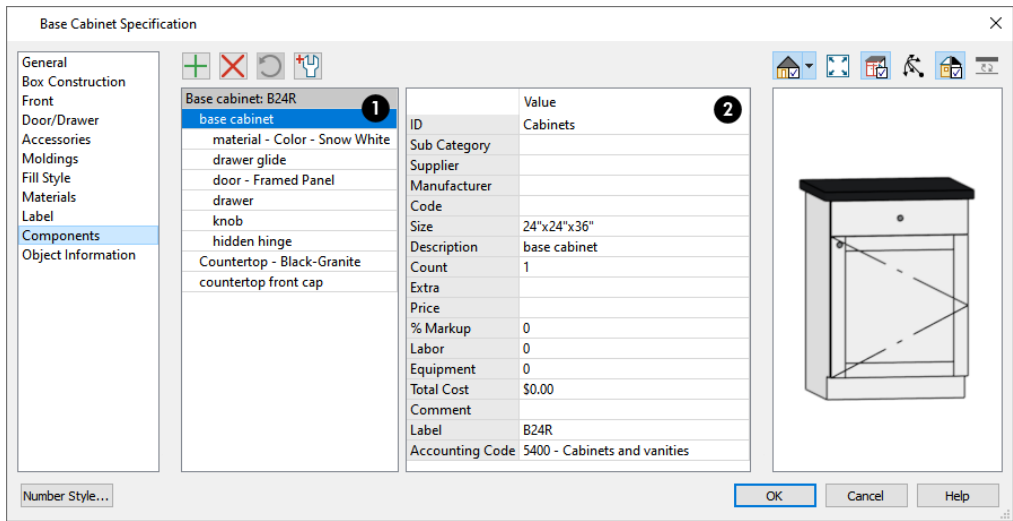 Base Cabinet Specification
General
Box Construction
Front
Door/Drawer
Accessories
Moldings
Fill Style
Materials
Label
Components
Object Information
Base cabinet: B24R
1
base cabinet
material - Color - Snow White
drawer glide
door - Framed Panel
drawer
knob
hidden hinge
Countertop - Black-Granite
countertop front cap
Value
2
ID Cabinets
Sub Category
Supplier
Manufacturer
Code
Size 24"x24"x36"
Description base cabinet
Count 1
Extra
Price
% Markup 0
Labor 0
Equipment 0
Total Cost $0.00
Comment
Label B24R
Accounting Code 5400 - Cabinets and vanities
Number Style...
OK Cancel Help